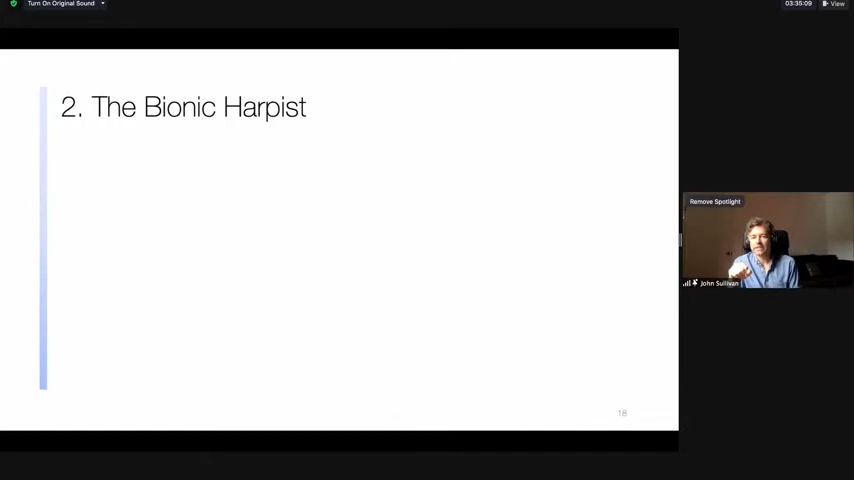 Turn On Original Sound
03:35:09
View
2. The Bionic Harpist
Remove Spotlight
John Sullivan
18